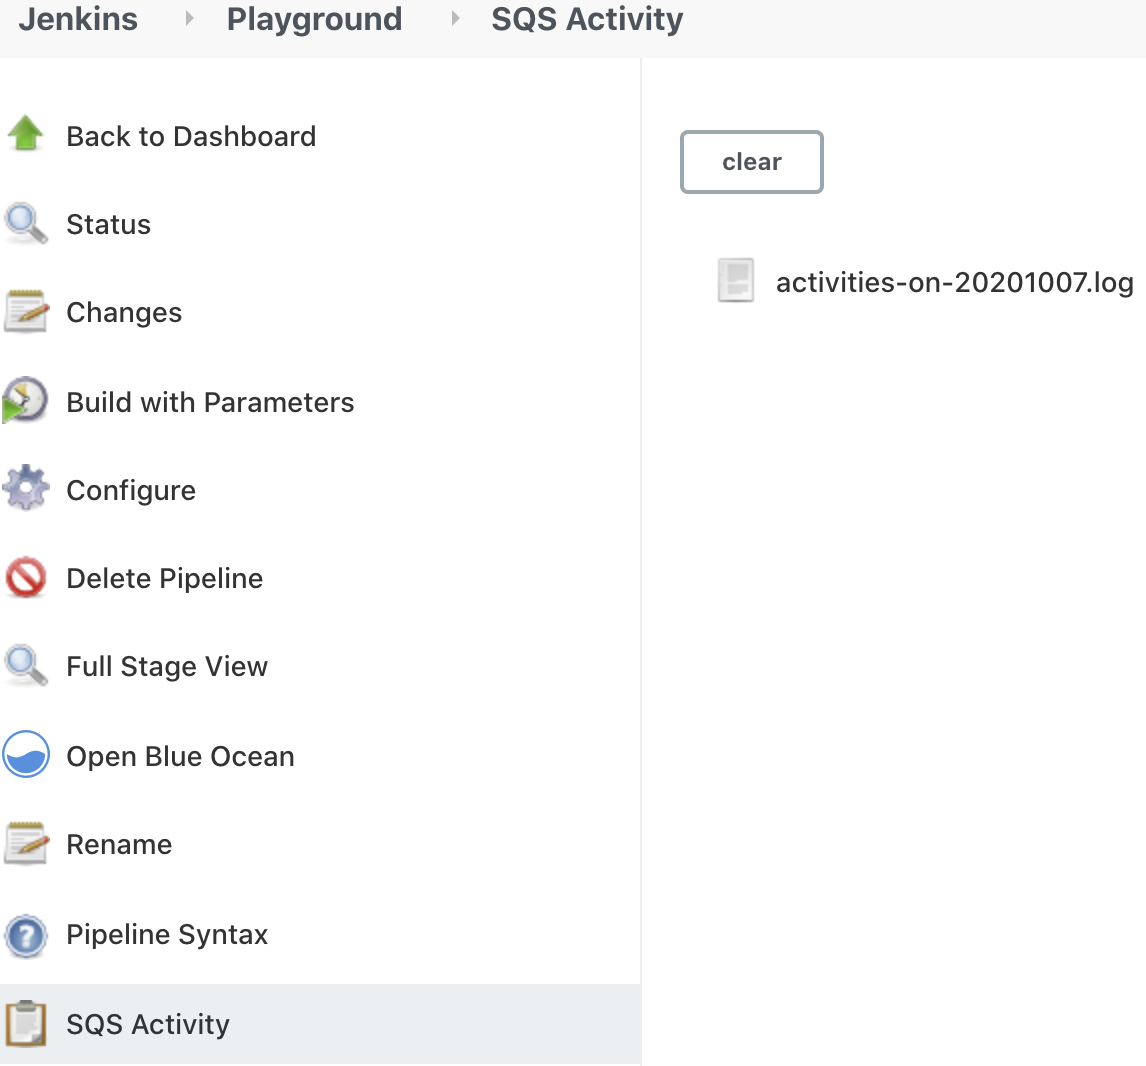 Jenkins Playground SQS Activity
Back to Dashboard
Status
Changes
Build with Parameters
Configure
Delete Pipeline
Full Stage View
Open Blue Ocean
Rename
Pipeline Syntax
SQS Activity
clear
activities-on-20201007.log